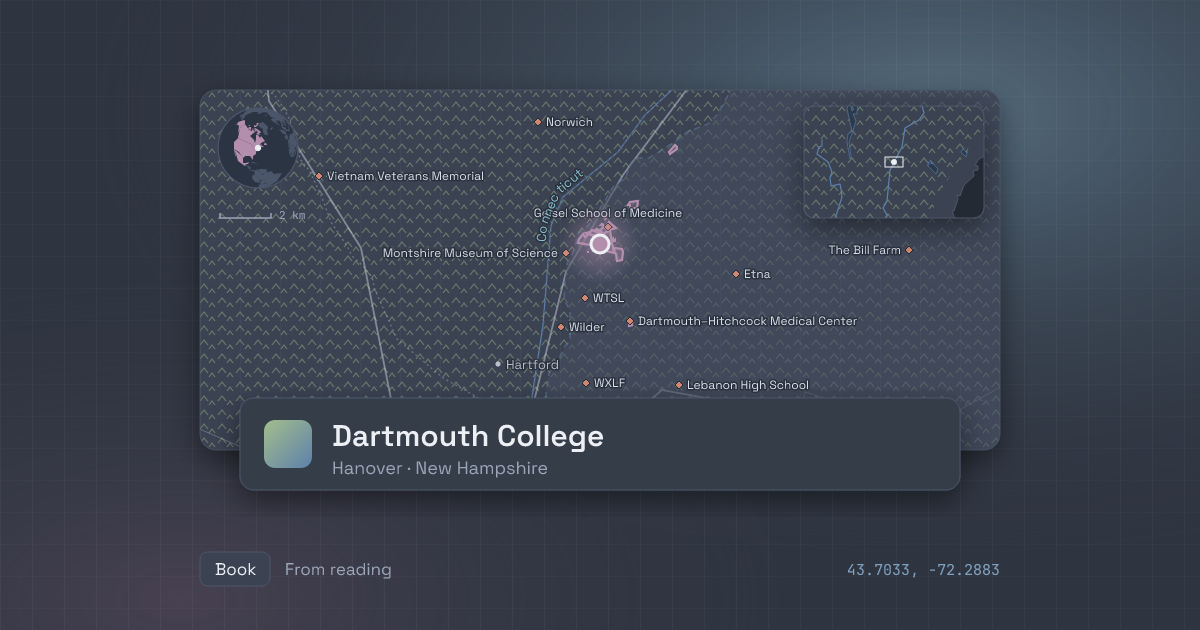 Norwich
Vietnam Veterans Memorial
Connecticut
2 km
Geisel School of Medicine
Montshire Museum of Science
The Bill Farm
Etna
WTSL
Dartmouth-Hitchcock Medical Center
Wilder
Hartford
WXLF
Lebanon High School
Dartmouth College
Hanover · New Hampshire
Book
From reading
43.7033, -72.2883